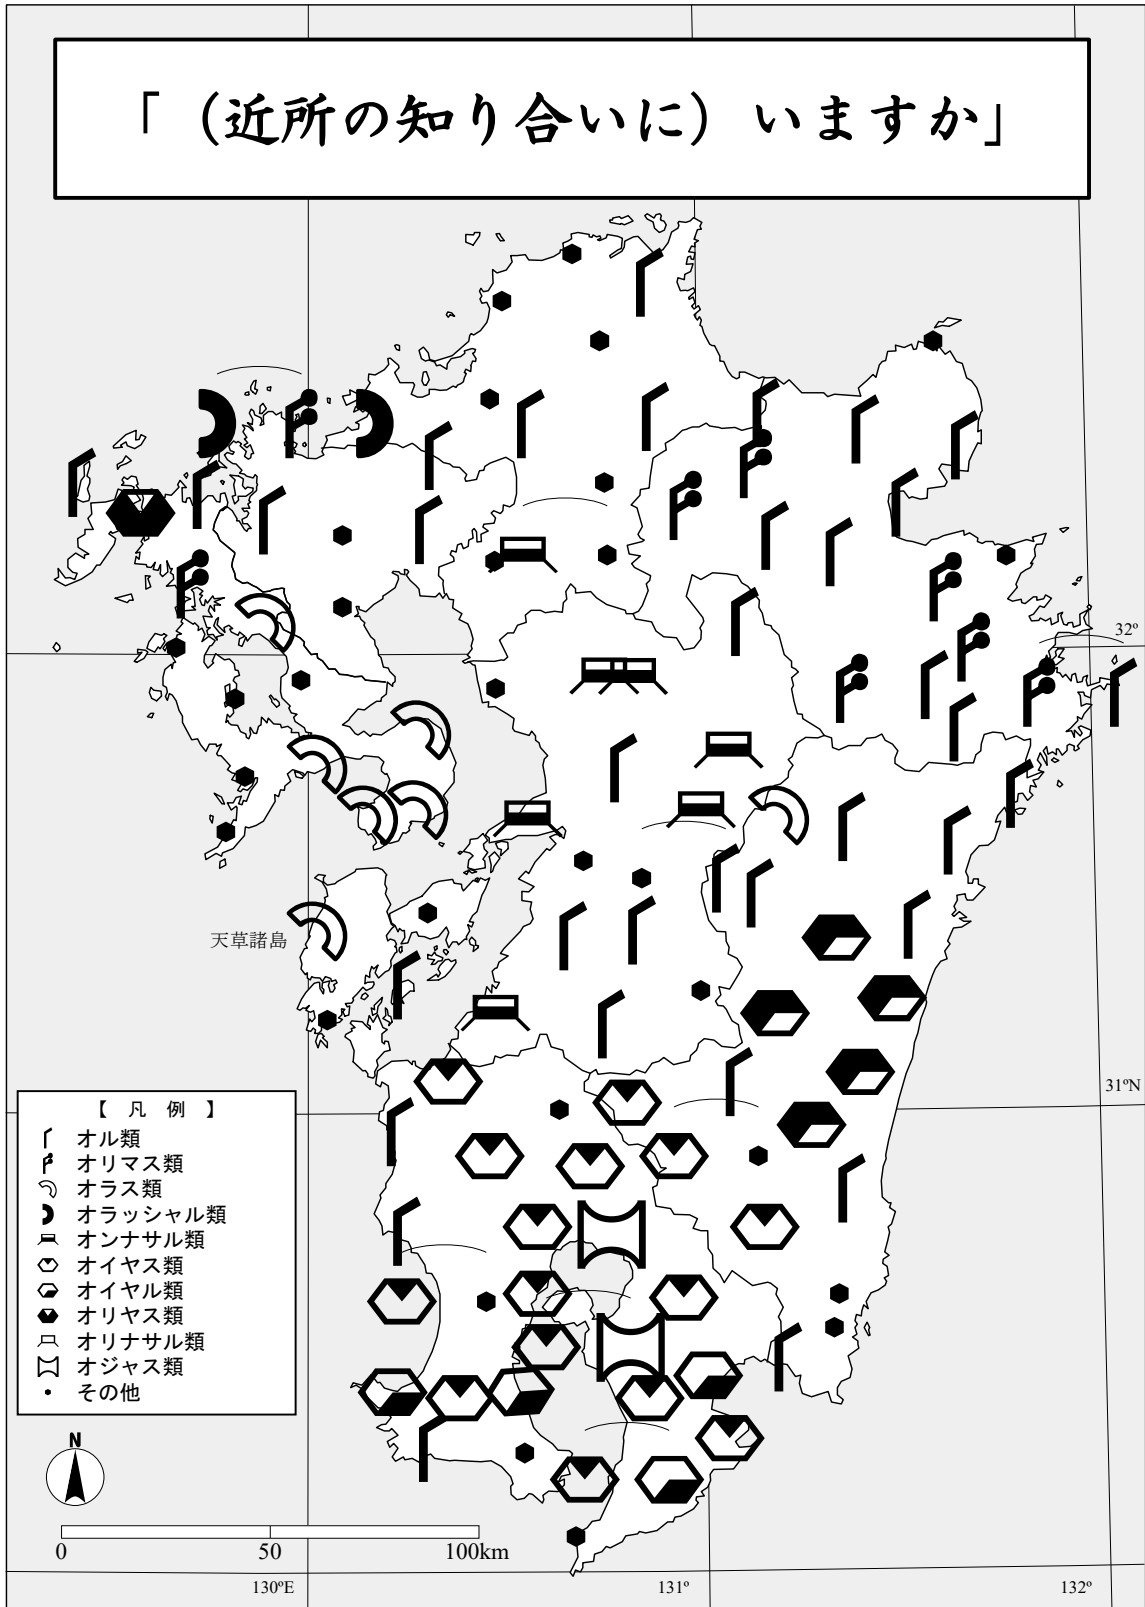 「（近所の知り合いに）いますか」
32º
天草諸島
31ºN
【 凡 例 】
オル類
オリマス類
オラス類
オラッシャル類
オンナサル類
オイヤス類
オイヤル類
オリヤス類
オリナサル類
オジャス類
その他
N
0 50 100km
130ºE 131º 132º